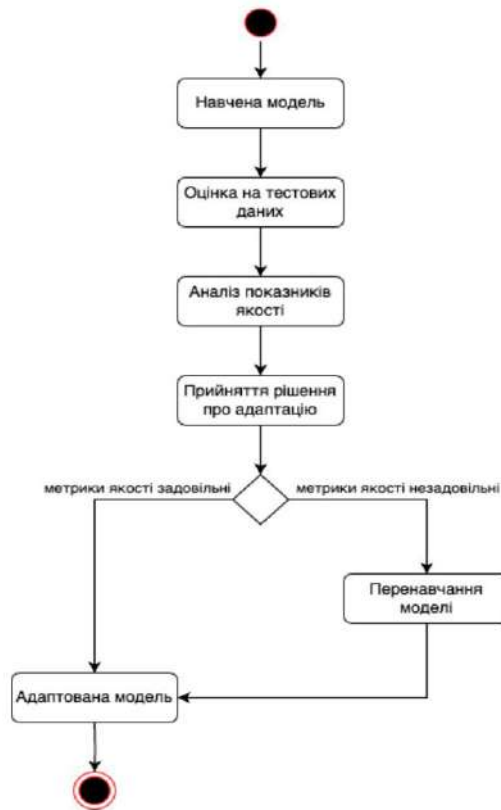 Навчена модель
Оцінка на тестових
даних
Аналіз показників
якості
Прийняття рішення
про адаптацію
метрики якості задовільні
метрики якості незадовільні
Перенавчання
моделі
Адаптована модель